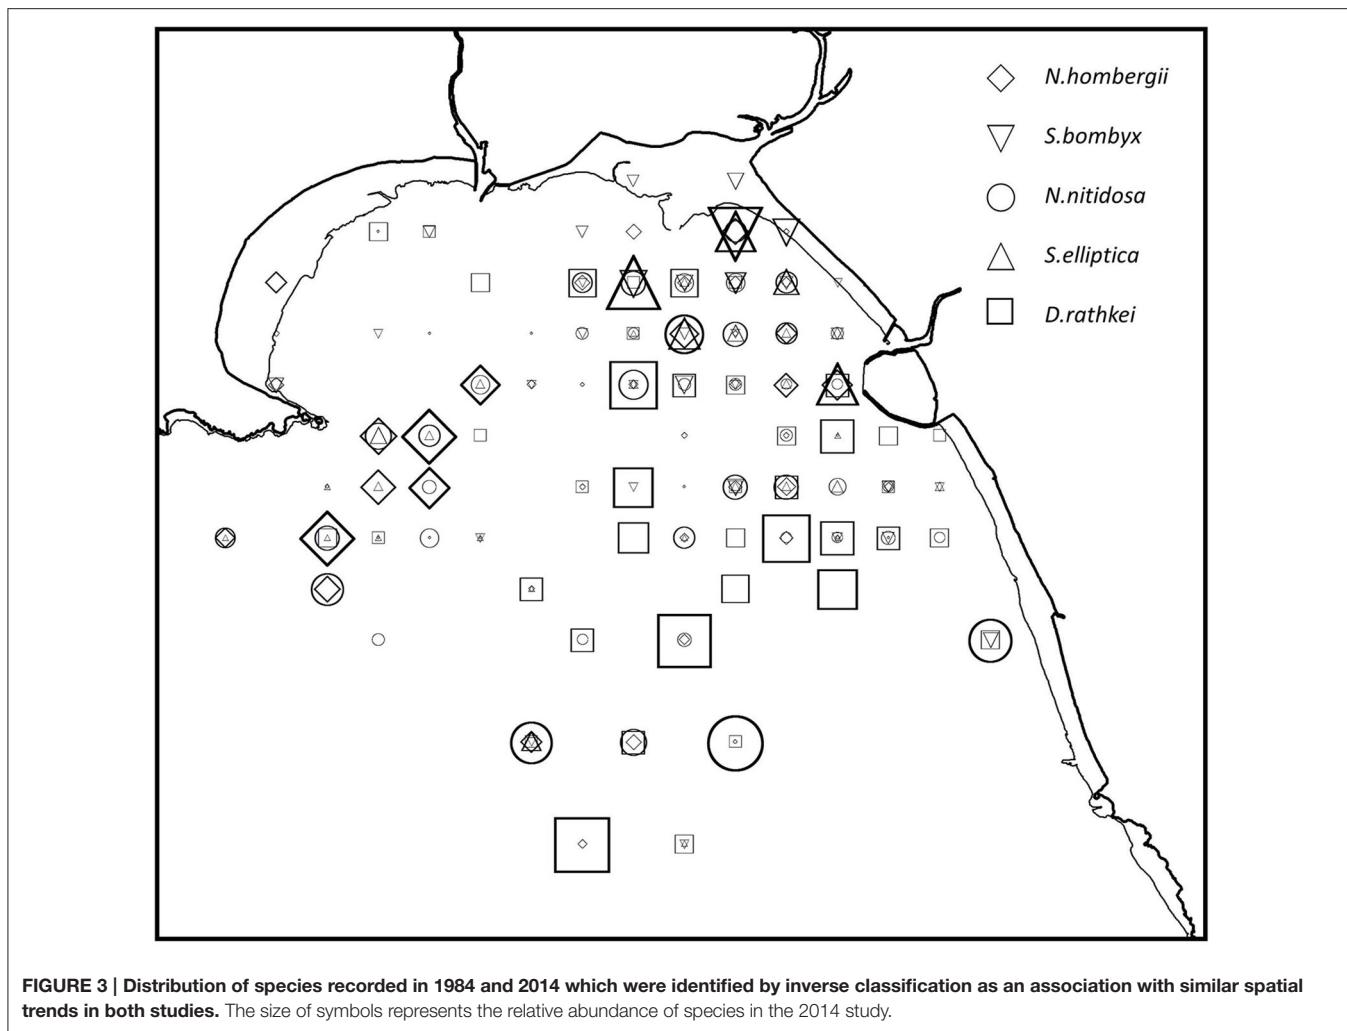 N.hombergii
S.bombyx
N.nitidosa
S.elliptica
D.rathkei
FIGURE 3 | Distribution of species recorded in 1984 and 2014 which were identified by inverse classification as an association with similar spatial
trends in both studies. The size of symbols represents the relative abundance of species in the 2014 study.